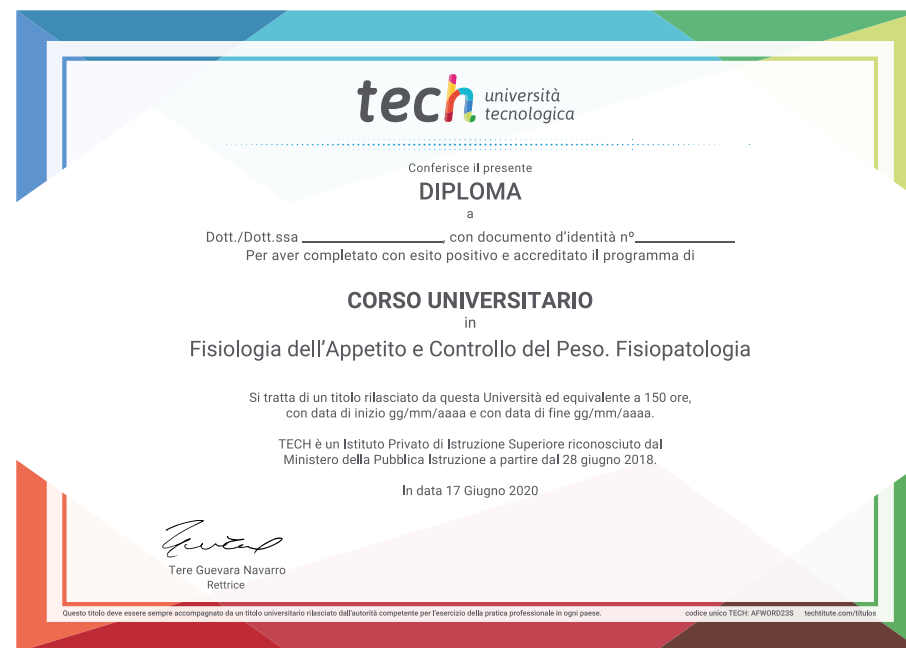 tech università
tecnologica
Conferisce il presente
DIPLOMA
a
Dott./Dott.ssa ____________, con documento d'identità nº____________
Per aver completato con esito positivo e accreditato il programma di
CORSO UNIVERSITARIO
in
Fisiologia dell'Appetito e Controllo del Peso. Fisiopatologia
Si tratta di un titolo rilasciato da questa Università ed equivalente a 150 ore,
con data di inizio gg/mm/aaaa e con data di fine gg/mm/aaaa.
TECH è un Istituto Privato di Istruzione Superiore riconosciuto dal
Ministero della Pubblica Istruzione a partire dal 28 giugno 2018.
In data 17 Giugno 2020
Tere Guevara Navarro
Rettrice
Questo titolo deve essere sempre accompagnato da un titolo universitario rilasciato dall'autorità competente per l'esercizio della pratica professionale in ogni paese. codice unico TECH: AFWORD23S techtitute.com/títulos